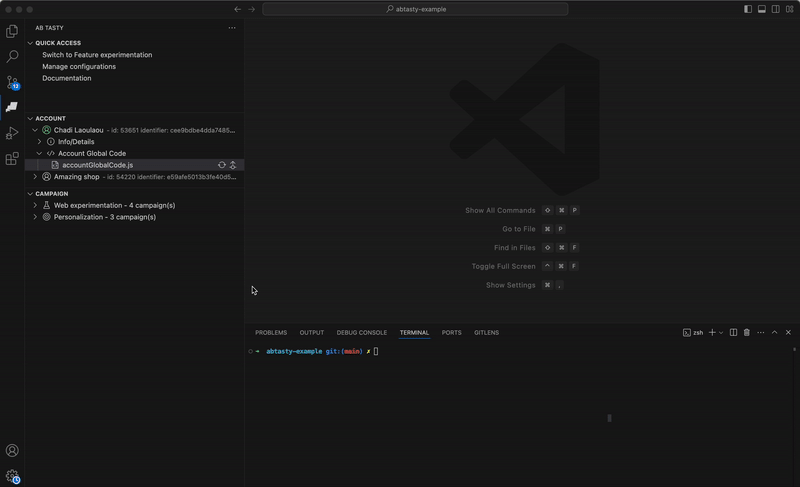 abtasty-example
AB TASTY
QUICK ACCESS
Switch to Feature experimentation
Manage configurations
Documentation
12
ACCOUNT
Chadi Laoulaou - id: 53651 identifier: cee9bdbe4dda7485...
Info/Details
Account Global Code
accountGlobalCode.js
Amazing shop - id: 54220 identifier: e59afe5013b3fe40d5...
CAMPAIGN
Web experimentation - 4 campaign(s)
Personalization - 3 campaign(s)
Show All Commands ⇧ ⌘ P
Go to File ⌘ P
Find in Files ⇧ ⌘ F
Toggle Full Screen ^ ⌘ F
Show Settings ⌘ ,
PROBLEMS OUTPUT DEBUG CONSOLE TERMINAL PORTS GITLENS
zsh
→ abtasty-example git:(main) ✗